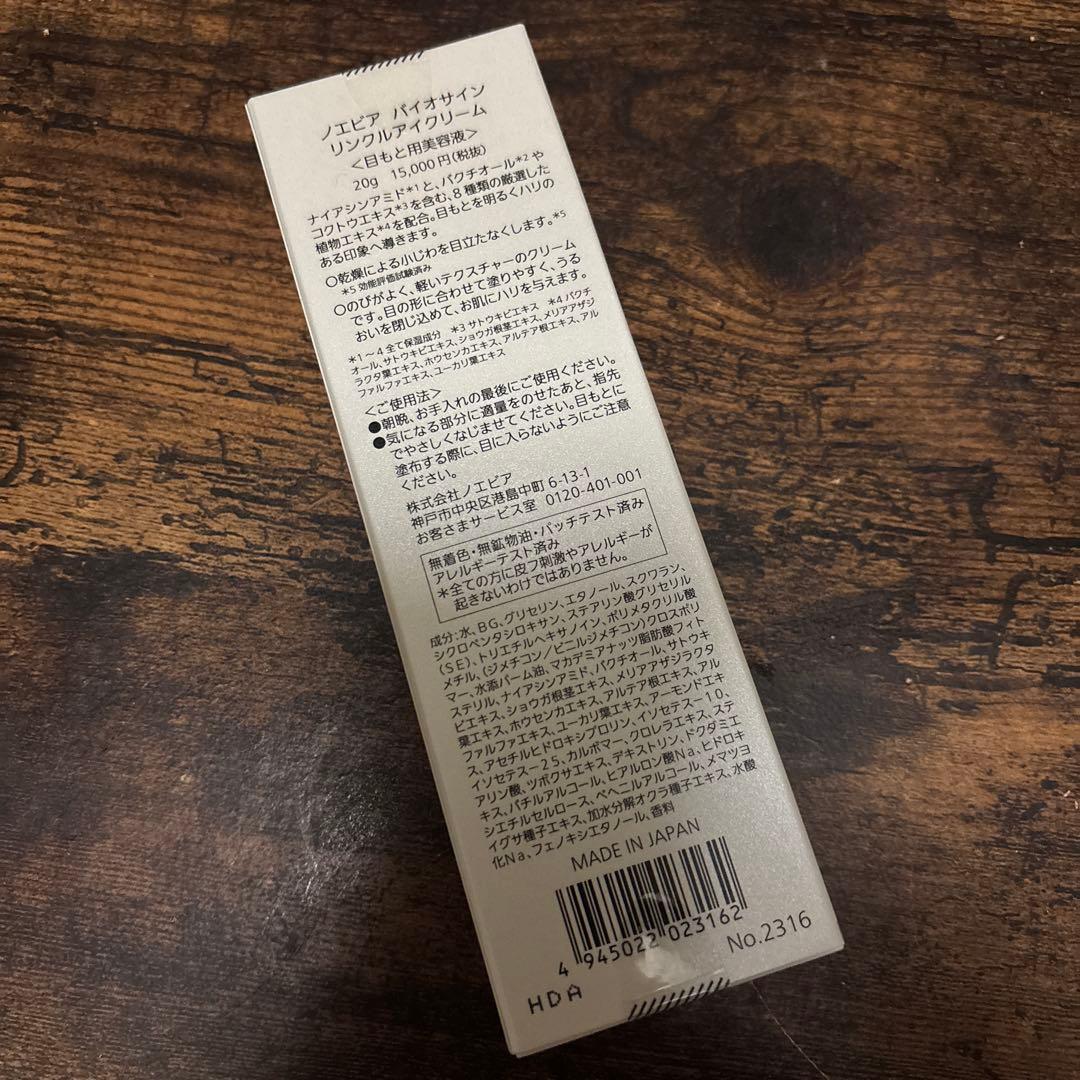 ノエビア バイオサイン
リンクルアイクリーム
<目もと用美容液>
20g 15,000円(税抜)
ナイアシンアミド*1と、バクチオール*2や
コクトウエキス*3を含む、8種類の厳選した
植物エキス*4を配合。目もとを明るくハリの
ある印象へ導きます。
○乾燥による小じわを目立たなくします。*5
*5 効能評価試験済み
○のびがよく、軽いテクスチャーのクリーム
です。目の形に合わせて塗りやすく、うる
おいを閉じ込めて、お肌にハリを与えます。
*1～4 全て保湿成分 *3 サトウキビエキス *4 バクチ
オール、サトウキビエキス、ショウガ根茎エキス、メリアアザジ
ラクタ葉エキス、ホウセンカエキス、アルテア根エキス、アル
ファルファエキス、ユーカリ葉エキス
<ご使用法>
●朝晩、お手入れの最後にご使用ください。
●気になる部分に適量をのせたあと、指先
でやさしくなじませてください。目もとに
塗布する際に、目に入らないようにご注意
ください。
株式会社ノエビア
神戸市中央区港島中町 6-13-1
お客さまサービス室 0120-401-001
無着色・無鉱物油・パッチテスト済み
アレルギーテスト済み
*全ての方に皮フ刺激やアレルギーが
起きないわけではありません。
成分:水、BG、グリセリン、エタノール、スクワラン、
シクロペンタシロキサン、ステアリン酸グリセリル
(SE)、トリエチルヘキサノイン、ポリメタクリル酸
メチル、(ジメチコン/ビニルジメチコン)クロスポリ
マー、水添パーム油、マカデミアナッツ脂肪酸フィト
ステリル、ナイアシンアミド、バクチオール、サトウキ
ビエキス、ショウガ根茎エキス、メリアアザジラクタ
葉エキス、ホウセンカエキス、アルテア根エキス、アル
ファルファエキス、ユーカリ葉エキス、アーモンドエキ
ス、アセチルヒドロキシプロリン、イソセテス-10、
イソセテス-25、カルボマー、クロレラエキス、ステ
アリン酸、ツボクサエキス、デキストリン、ドクダミエ
キス、バチルアルコール、ヒアルロン酸Na、ヒドロキ
シエチルセルロース、ベヘニルアルコール、メマツヨ
イグサ種子エキス、加水分解オクラ種子エキス、水酸
化Na、フェノキシエタノール、香料
MADE IN JAPAN
4 945022 023162
No.2316
HDA